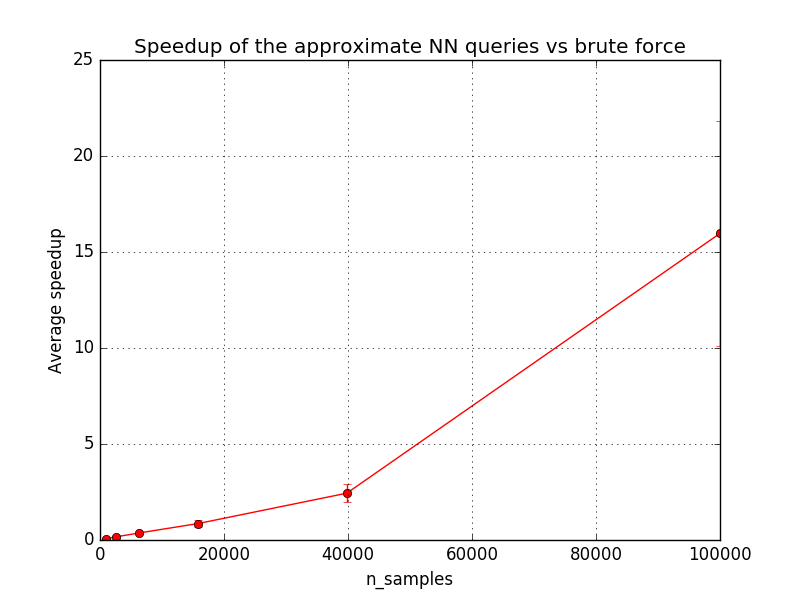 Speedup of the approximate NN queries vs brute force
25
20
15
10
5
0
Average speedup
0 20000 40000 60000 80000 100000
n_samples